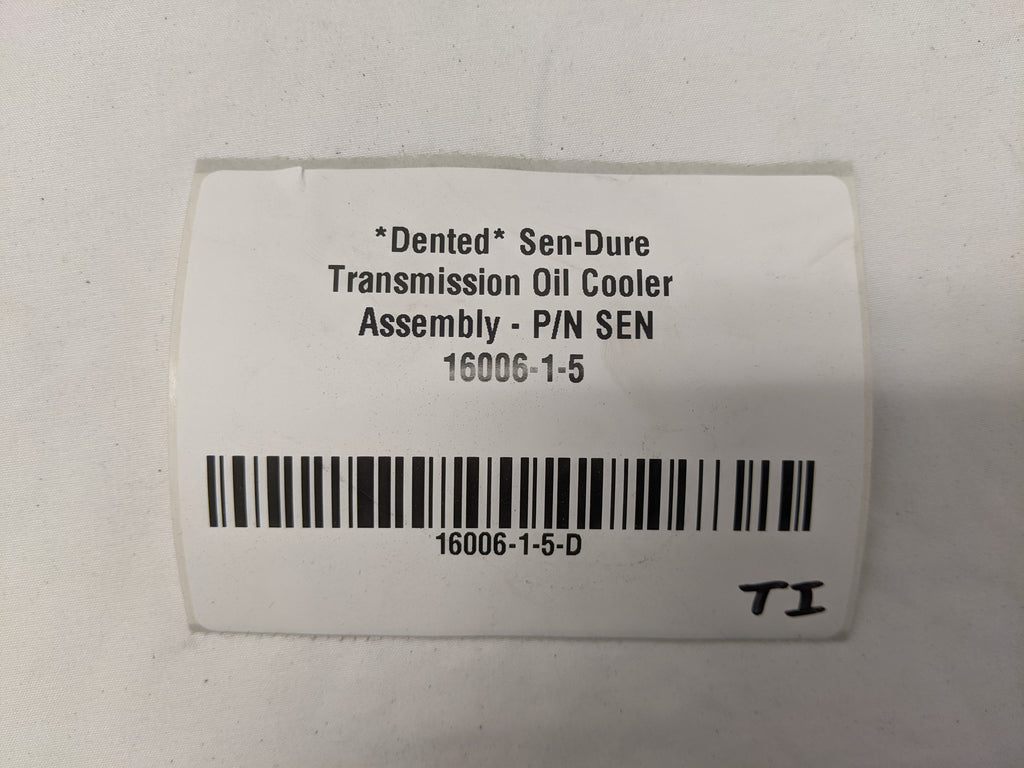 *Dented* Sen-Dure
Transmission Oil Cooler
Assembly - P/N SEN
16006-1-5
16006-1-5-D
TI